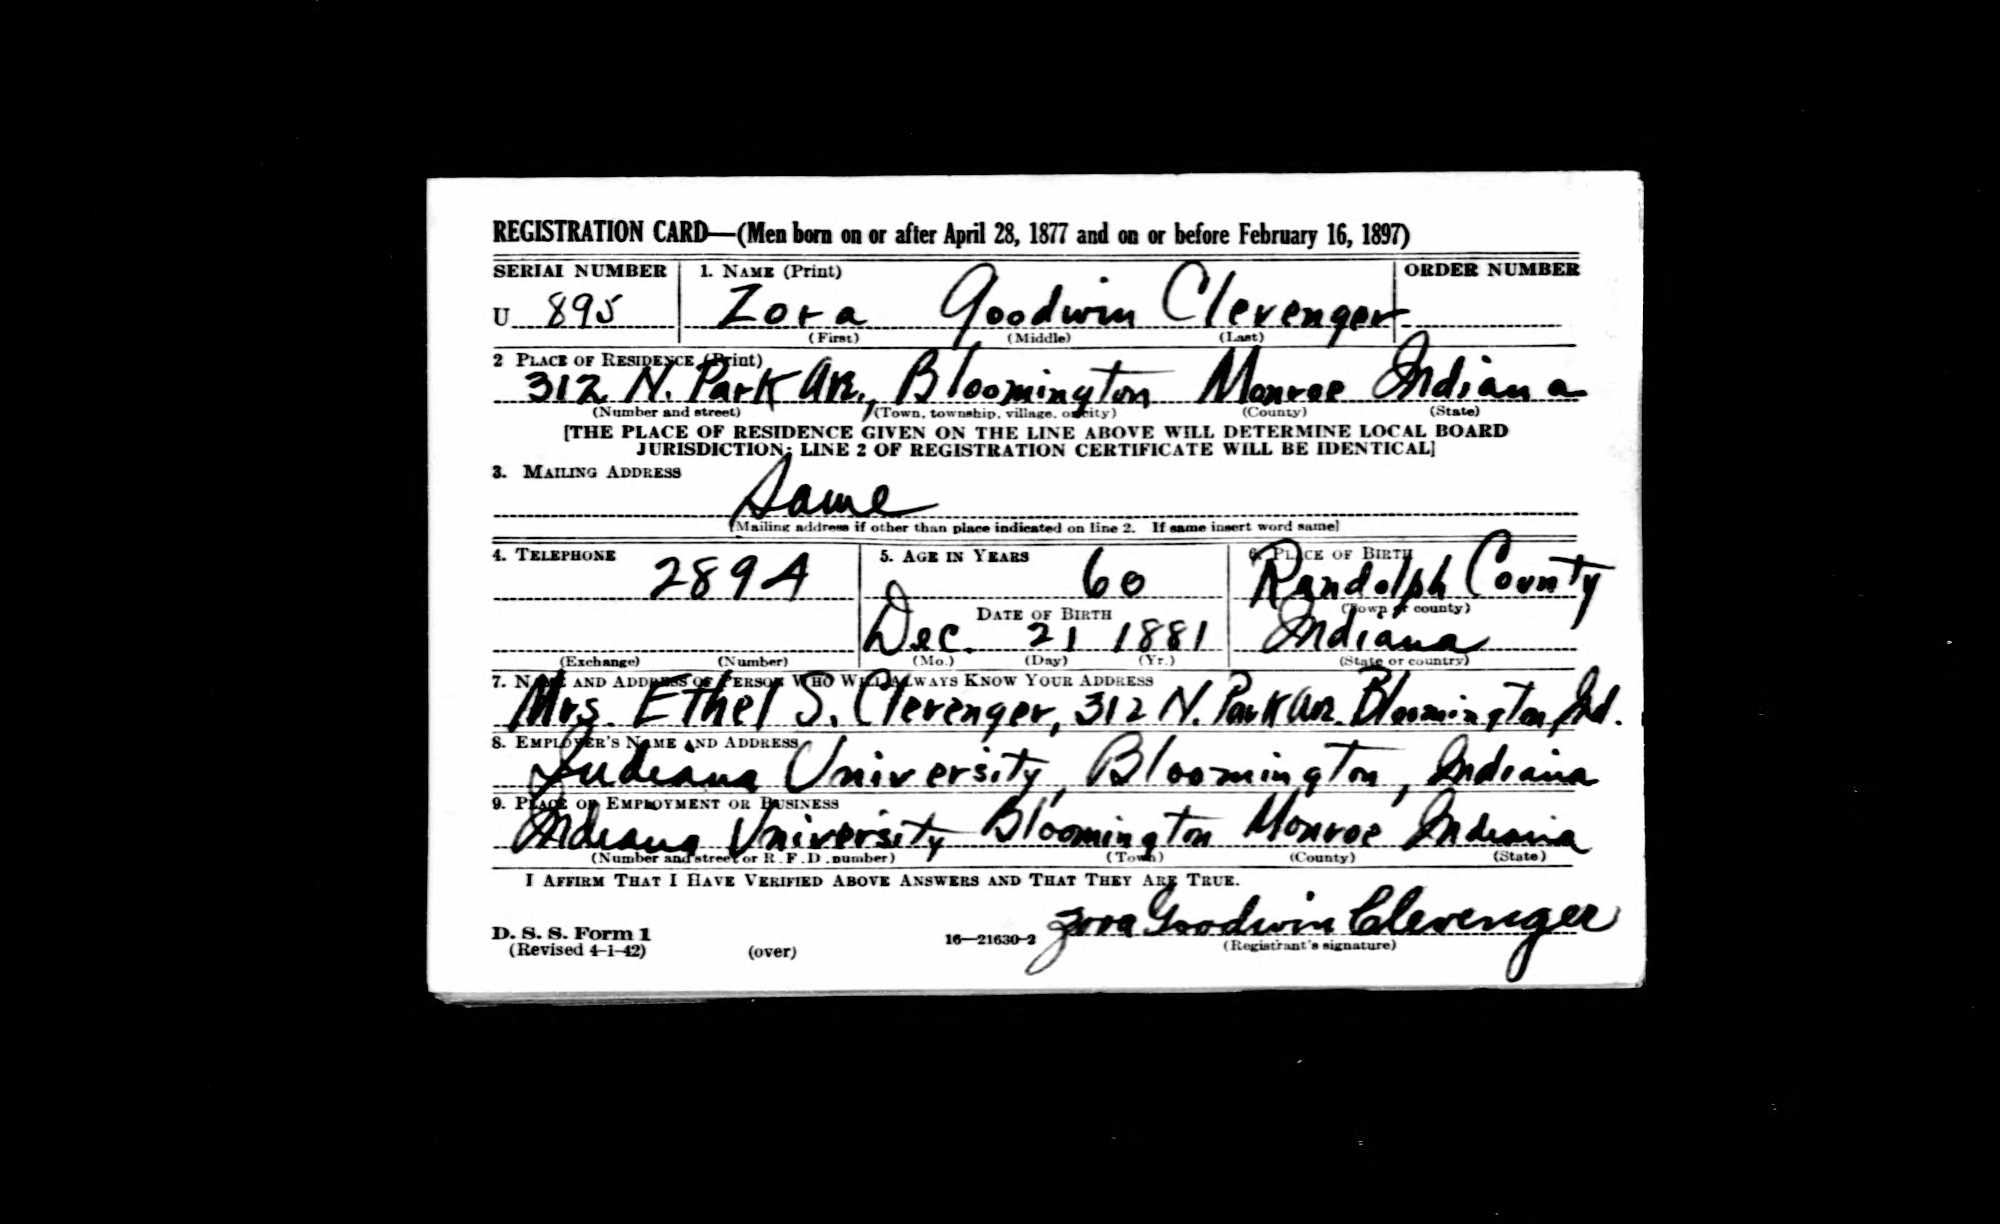 REGISTRATION CARD—(Men born on or after April 28, 1877 and on or before February 16, 1897)
SERIAL NUMBER 1. NAME (Print) ORDER NUMBER
U 895 Zora Goodwin Clevenger
(First) (Middle) (Last)
2 PLACE OF RESIDENCE (Print)
312 N. Park Av., Bloomington Monroe Indiana
(Number and street) (Town, township, village, or city) (County) (State)
[THE PLACE OF RESIDENCE GIVEN ON THE LINE ABOVE WILL DETERMINE LOCAL BOARD
JURISDICTION; LINE 2 OF REGISTRATION CERTIFICATE WILL BE IDENTICAL]
3. MAILING ADDRESS
Same
[Mailing address if other than place indicated on line 2. If same insert word same]
4. TELEPHONE 5. AGE IN YEARS 6. PLACE OF BIRTH
2894 60 Randolph County
DATE OF BIRTH (Town or county)
Dec. 21 1881 Indiana
(Exchange) (Number) (Mo.) (Day) (Yr.) (State or country)
7. NAME AND ADDRESS OF PERSON WHO WILL ALWAYS KNOW YOUR ADDRESS
Mrs. Ethel S. Clevenger, 312 N. Park Av. Bloomington, Ind.
8. EMPLOYER'S NAME AND ADDRESS
Indiana University, Bloomington, Indiana
9. PLACE OF EMPLOYMENT OR BUSINESS
Indiana University Bloomington Monroe Indiana
(Number and street or R. F. D. number) (Town) (County) (State)
I AFFIRM THAT I HAVE VERIFIED ABOVE ANSWERS AND THAT THEY ARE TRUE.
Zora Goodwin Clevenger
D. S. S. Form 1
(Revised 4-1-42) (over) 16—21630-2 (Registrant's signature)